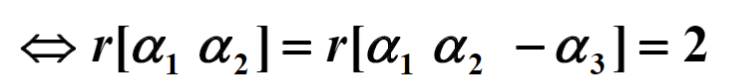 ⇔ r[α₁ α₂] = r[α₁ α₂ −α₃] = 2